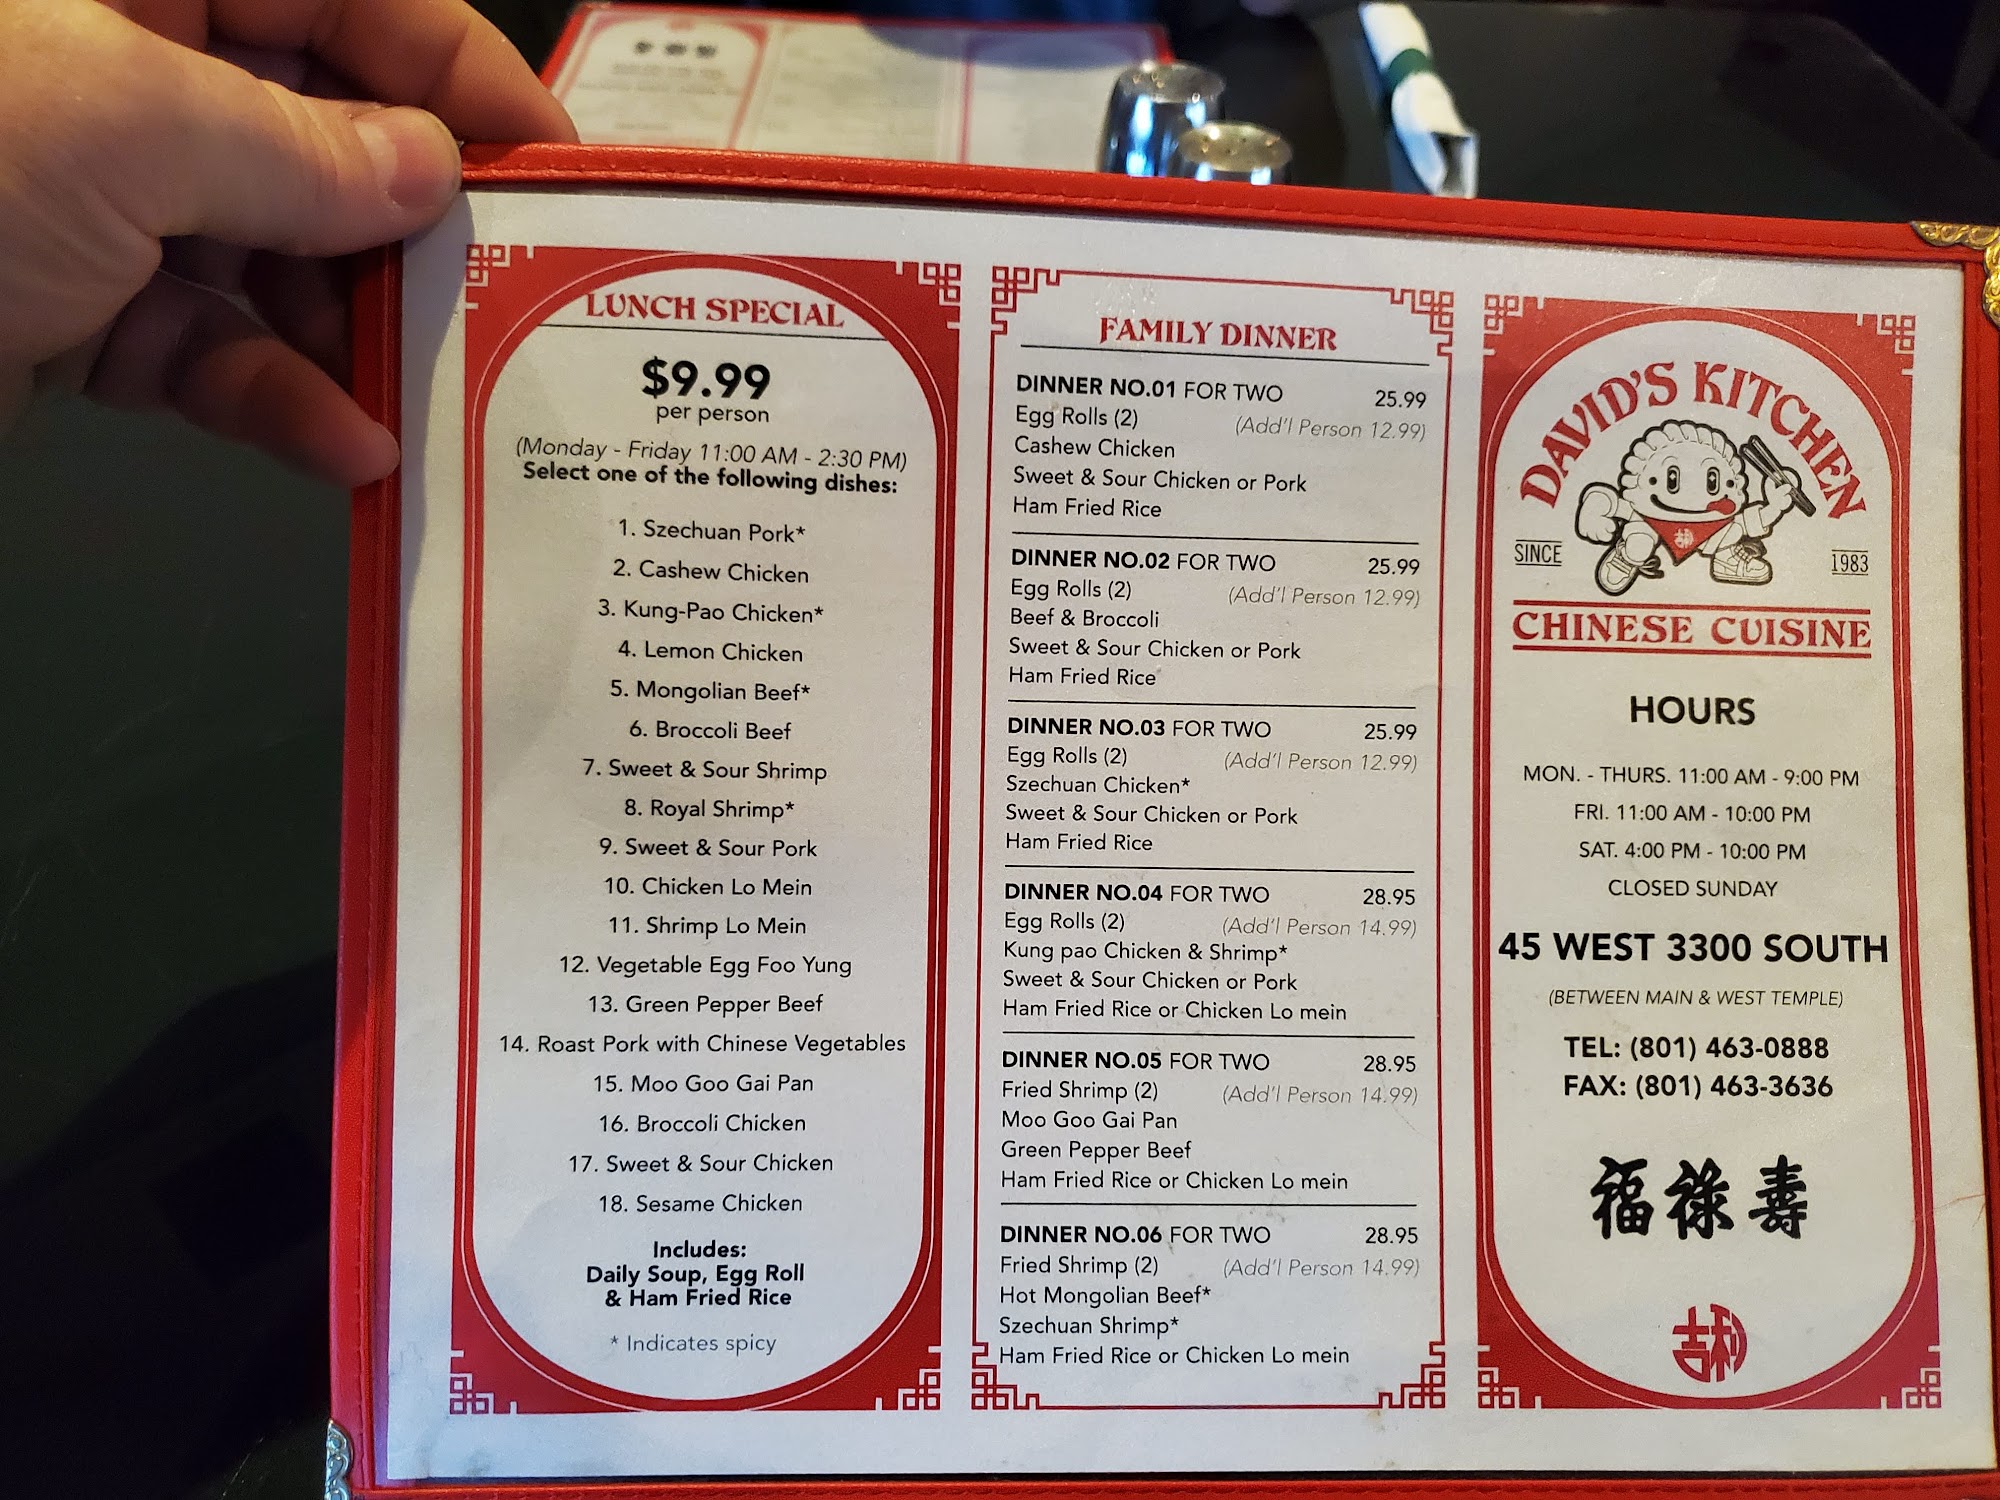 LUNCH SPECIAL
$9.99
per person
(Monday - Friday 11:00 AM - 2:30 PM)
Select one of the following dishes:
1. Szechuan Pork*
2. Cashew Chicken
3. Kung-Pao Chicken*
4. Lemon Chicken
5. Mongolian Beef*
6. Broccoli Beef
7. Sweet & Sour Shrimp
8. Royal Shrimp*
9. Sweet & Sour Pork
10. Chicken Lo Mein
11. Shrimp Lo Mein
12. Vegetable Egg Foo Yung
13. Green Pepper Beef
14. Roast Pork with Chinese Vegetables
15. Moo Goo Gai Pan
16. Broccoli Chicken
17. Sweet & Sour Chicken
18. Sesame Chicken
Includes:
Daily Soup, Egg Roll
& Ham Fried Rice
* Indicates spicy
FAMILY DINNER
DINNER NO.01 FOR TWO 25.99
Egg Rolls (2) (Add'l Person 12.99)
Cashew Chicken
Sweet & Sour Chicken or Pork
Ham Fried Rice
DINNER NO.02 FOR TWO 25.99
Egg Rolls (2) (Add'l Person 12.99)
Beef & Broccoli
Sweet & Sour Chicken or Pork
Ham Fried Rice
DINNER NO.03 FOR TWO 25.99
Egg Rolls (2) (Add'l Person 12.99)
Szechuan Chicken*
Sweet & Sour Chicken or Pork
Ham Fried Rice
DINNER NO.04 FOR TWO 28.95
Egg Rolls (2) (Add'l Person 14.99)
Kung pao Chicken & Shrimp*
Sweet & Sour Chicken or Pork
Ham Fried Rice or Chicken Lo mein
DINNER NO.05 FOR TWO 28.95
Fried Shrimp (2) (Add'l Person 14.99)
Moo Goo Gai Pan
Green Pepper Beef
Ham Fried Rice or Chicken Lo mein
DINNER NO.06 FOR TWO 28.95
Fried Shrimp (2) (Add'l Person 14.99)
Hot Mongolian Beef*
Szechuan Shrimp*
Ham Fried Rice or Chicken Lo mein
DAVID'S KITCHEN
SINCE 1983
CHINESE CUISINE
HOURS
MON. - THURS. 11:00 AM - 9:00 PM
FRI. 11:00 AM - 10:00 PM
SAT. 4:00 PM - 10:00 PM
CLOSED SUNDAY
45 WEST 3300 SOUTH
(BETWEEN MAIN & WEST TEMPLE)
TEL: (801) 463-0888
FAX: (801) 463-3636
福祿壽